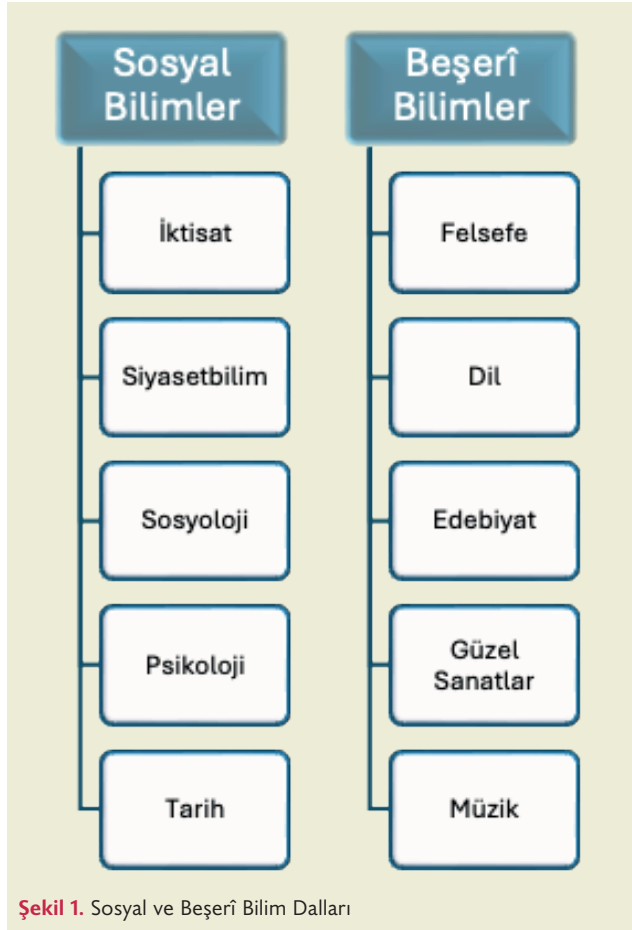 Sosyal
Bilimler
İktisat
Siyasetbilim
Sosyoloji
Psikoloji
Tarih
Beşerî
Bilimler
Felsefe
Dil
Edebiyat
Güzel
Sanatlar
Müzik
Şekil 1. Sosyal ve Beşerî Bilim Dalları